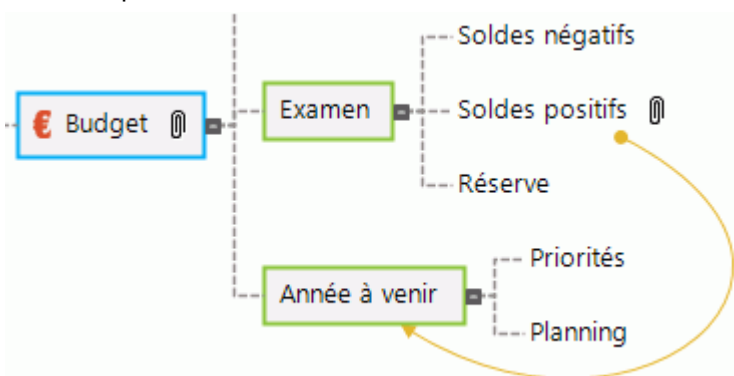 € Budget
Examen
Soldes négatifs
Soldes positifs
Réserve
Année à venir
Priorités
Planning